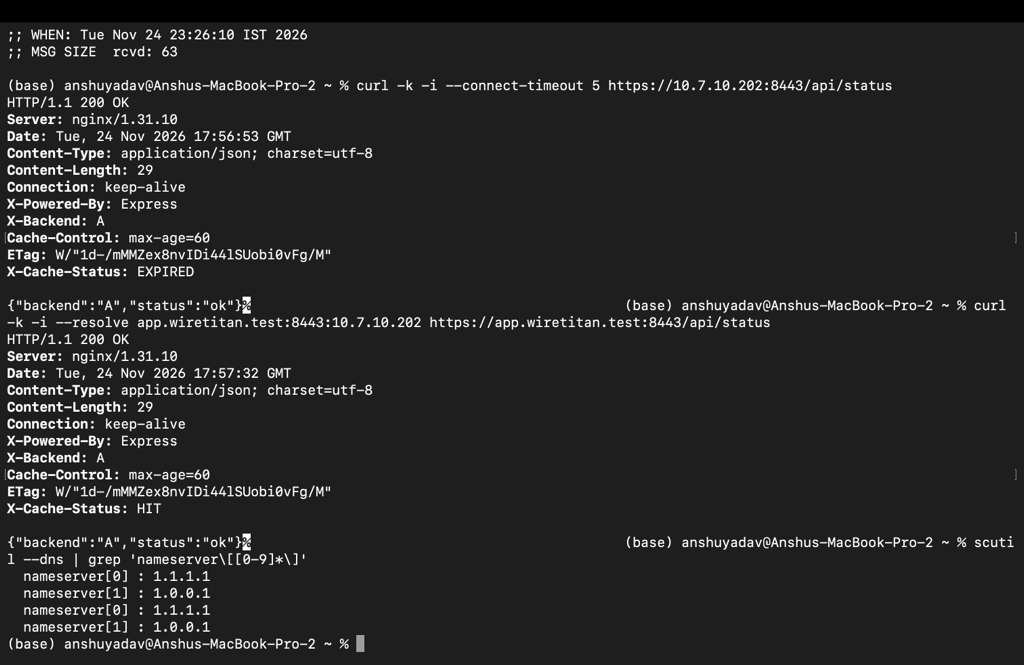 ;; WHEN: Tue Nov 24 23:26:10 IST 2026
;; MSG SIZE  rcvd: 63

(base) anshuyadav@Anshus-MacBook-Pro-2 ~ % curl -k -i --connect-timeout 5 https://10.7.10.202:8443/api/status
HTTP/1.1 200 OK
Server: nginx/1.31.10
Date: Tue, 24 Nov 2026 17:56:53 GMT
Content-Type: application/json; charset=utf-8
Content-Length: 29
Connection: keep-alive
X-Powered-By: Express
X-Backend: A
Cache-Control: max-age=60
ETag: W/"1d-/mMMZex8nvIDi44lSUobi0vFg/M"
X-Cache-Status: EXPIRED

{"backend":"A","status":"ok"}% (base) anshuyadav@Anshus-MacBook-Pro-2 ~ % curl
-k -i --resolve app.wiretitan.test:8443:10.7.10.202 https://app.wiretitan.test:8443/api/status
HTTP/1.1 200 OK
Server: nginx/1.31.10
Date: Tue, 24 Nov 2026 17:57:32 GMT
Content-Type: application/json; charset=utf-8
Content-Length: 29
Connection: keep-alive
X-Powered-By: Express
X-Backend: A
Cache-Control: max-age=60
ETag: W/"1d-/mMMZex8nvIDi44lSUobi0vFg/M"
X-Cache-Status: HIT

{"backend":"A","status":"ok"}% (base) anshuyadav@Anshus-MacBook-Pro-2 ~ % scuti
l --dns | grep 'nameserver\[[0-9]*\]'
  nameserver[0] : 1.1.1.1
  nameserver[1] : 1.0.0.1
  nameserver[0] : 1.1.1.1
  nameserver[1] : 1.0.0.1
(base) anshuyadav@Anshus-MacBook-Pro-2 ~ %